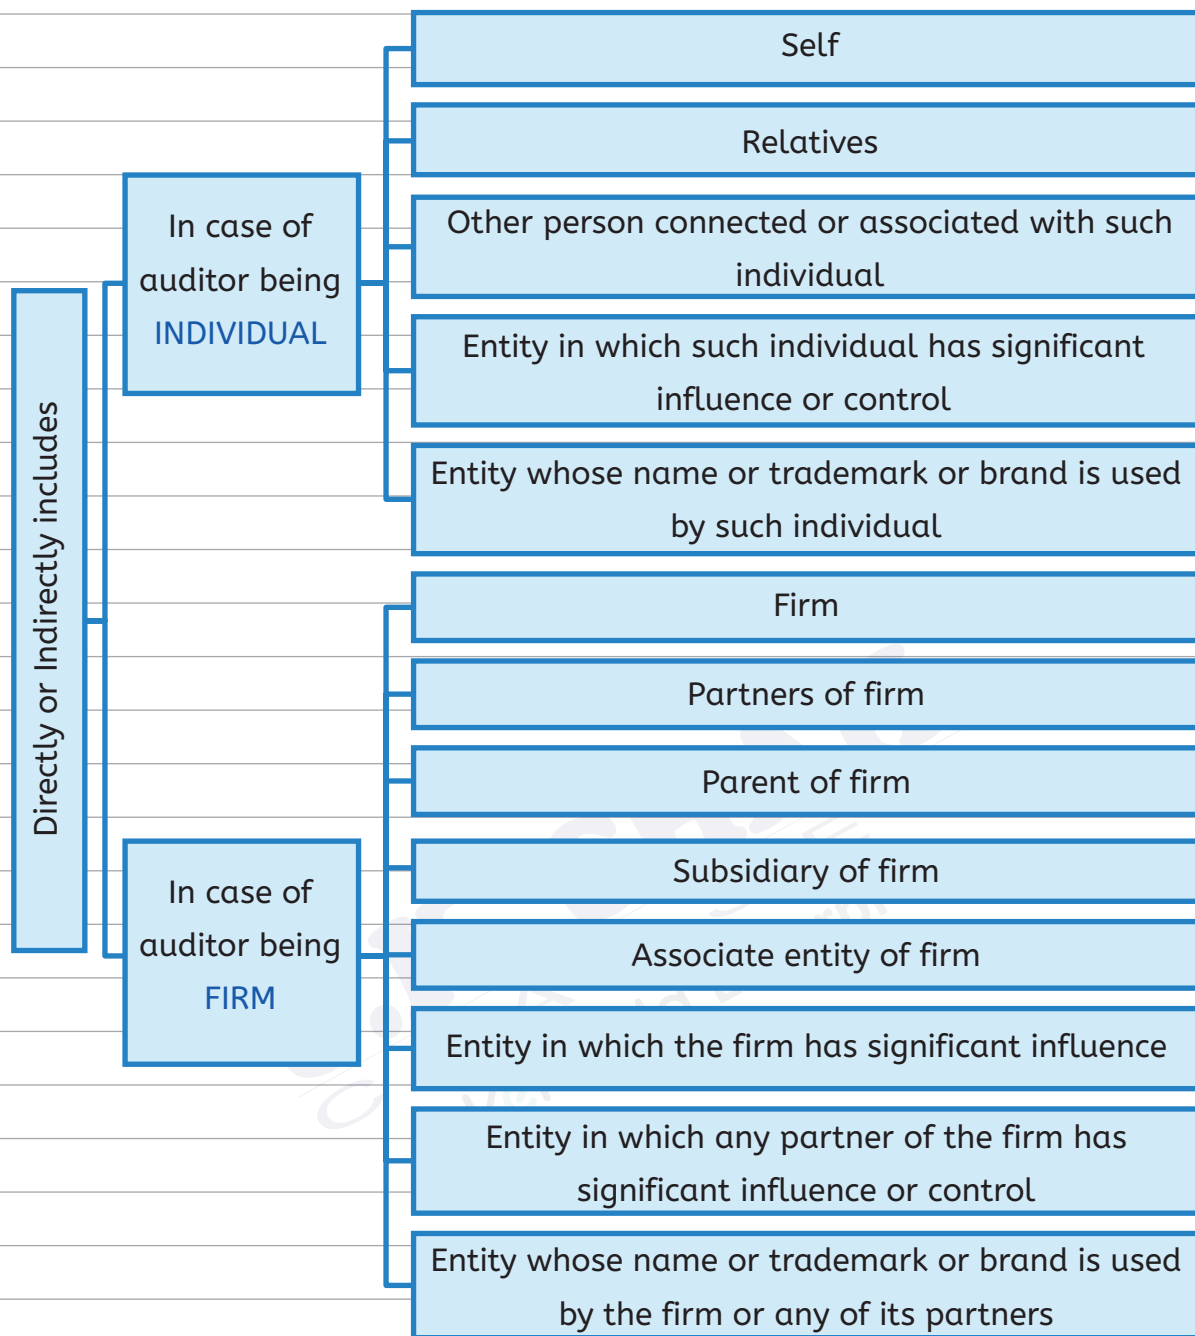 Directly or Indirectly includes
In case of
auditor being
INDIVIDUAL
Self
Relatives
Other person connected or associated with such
individual
Entity in which such individual has significant
influence or control
Entity whose name or trademark or brand is used
by such individual
In case of
auditor being
FIRM
Firm
Partners of firm
Parent of firm
Subsidiary of firm
Associate entity of firm
Entity in which the firm has significant influence
Entity in which any partner of the firm has
significant influence or control
Entity whose name or trademark or brand is used
by the firm or any of its partners